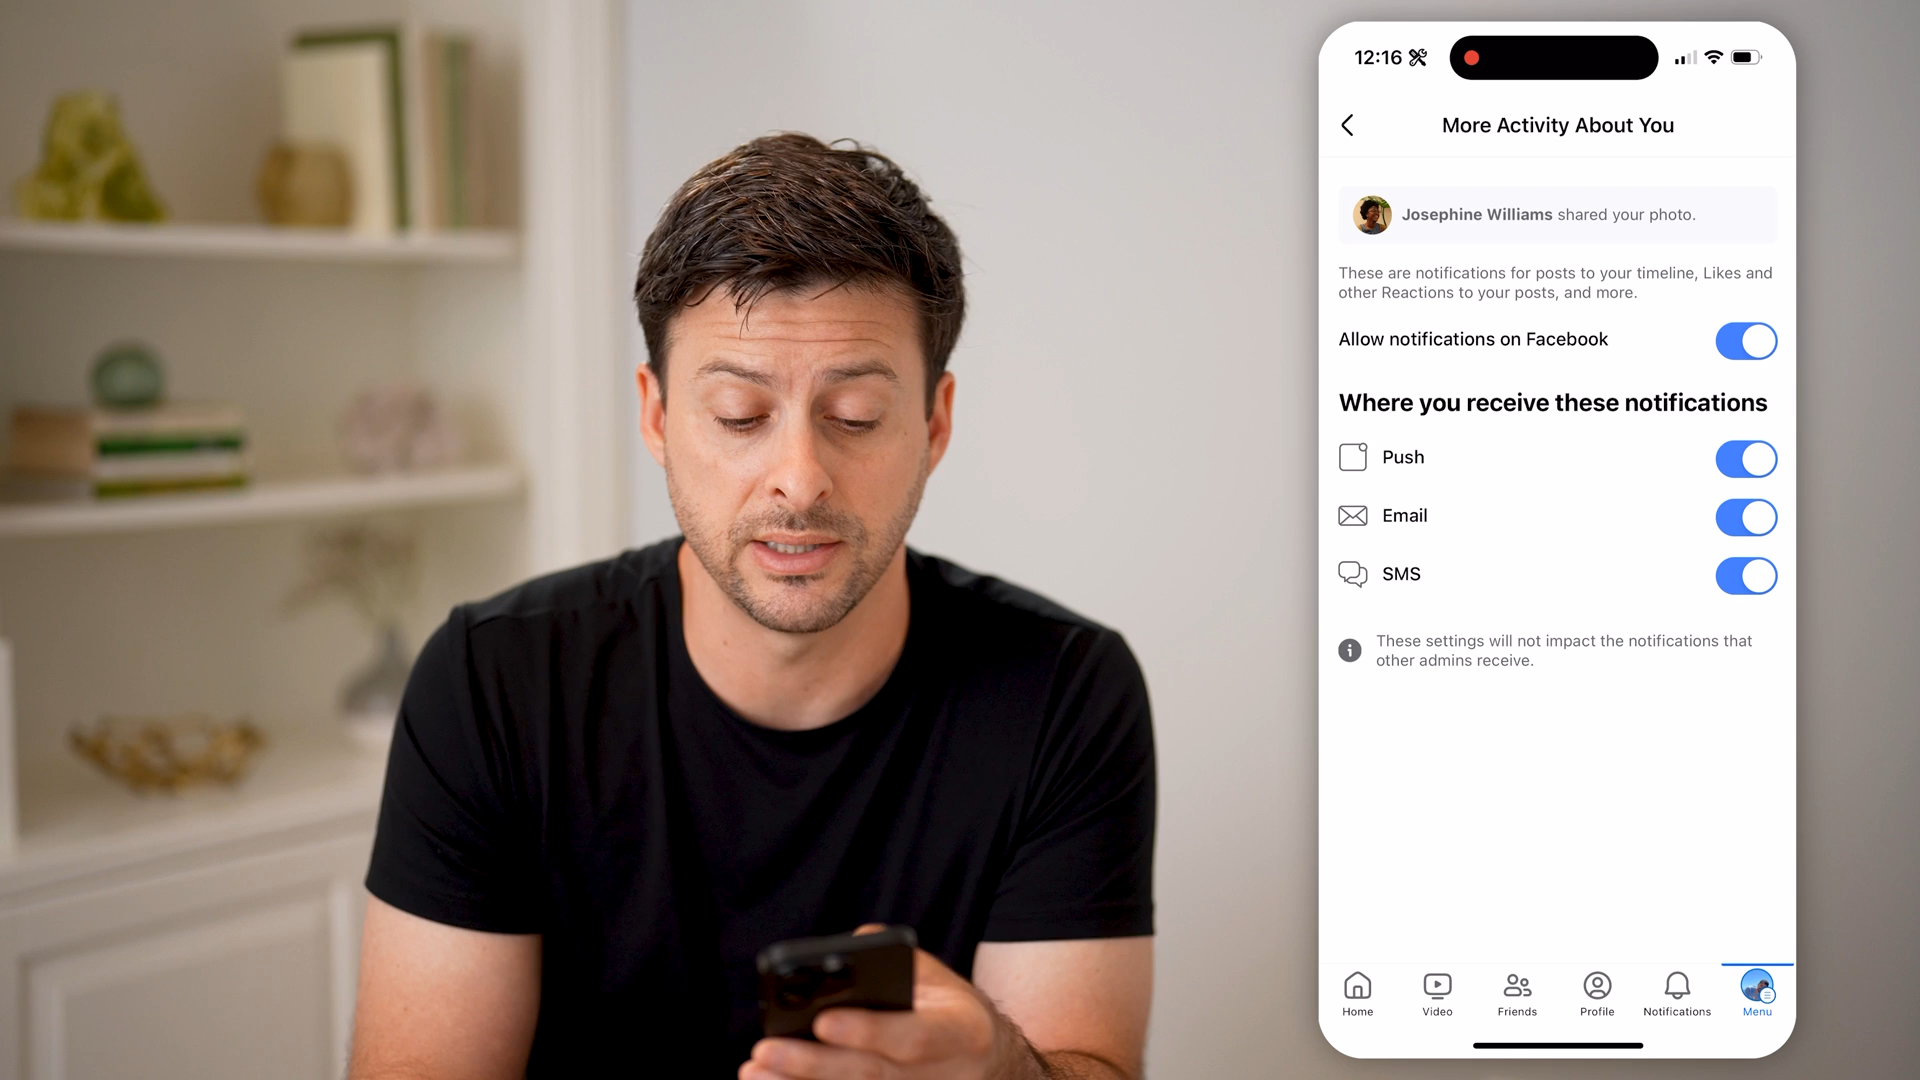 12:16
More Activity About You
Josephine Williams shared your photo.
These are notifications for posts to your timeline, Likes and
other Reactions to your posts, and more.
Allow notifications on Facebook
Where you receive these notifications
Push
Email
SMS
These settings will not impact the notifications that
other admins receive.
Home
Video
Friends
Profile
Notifications
Menu